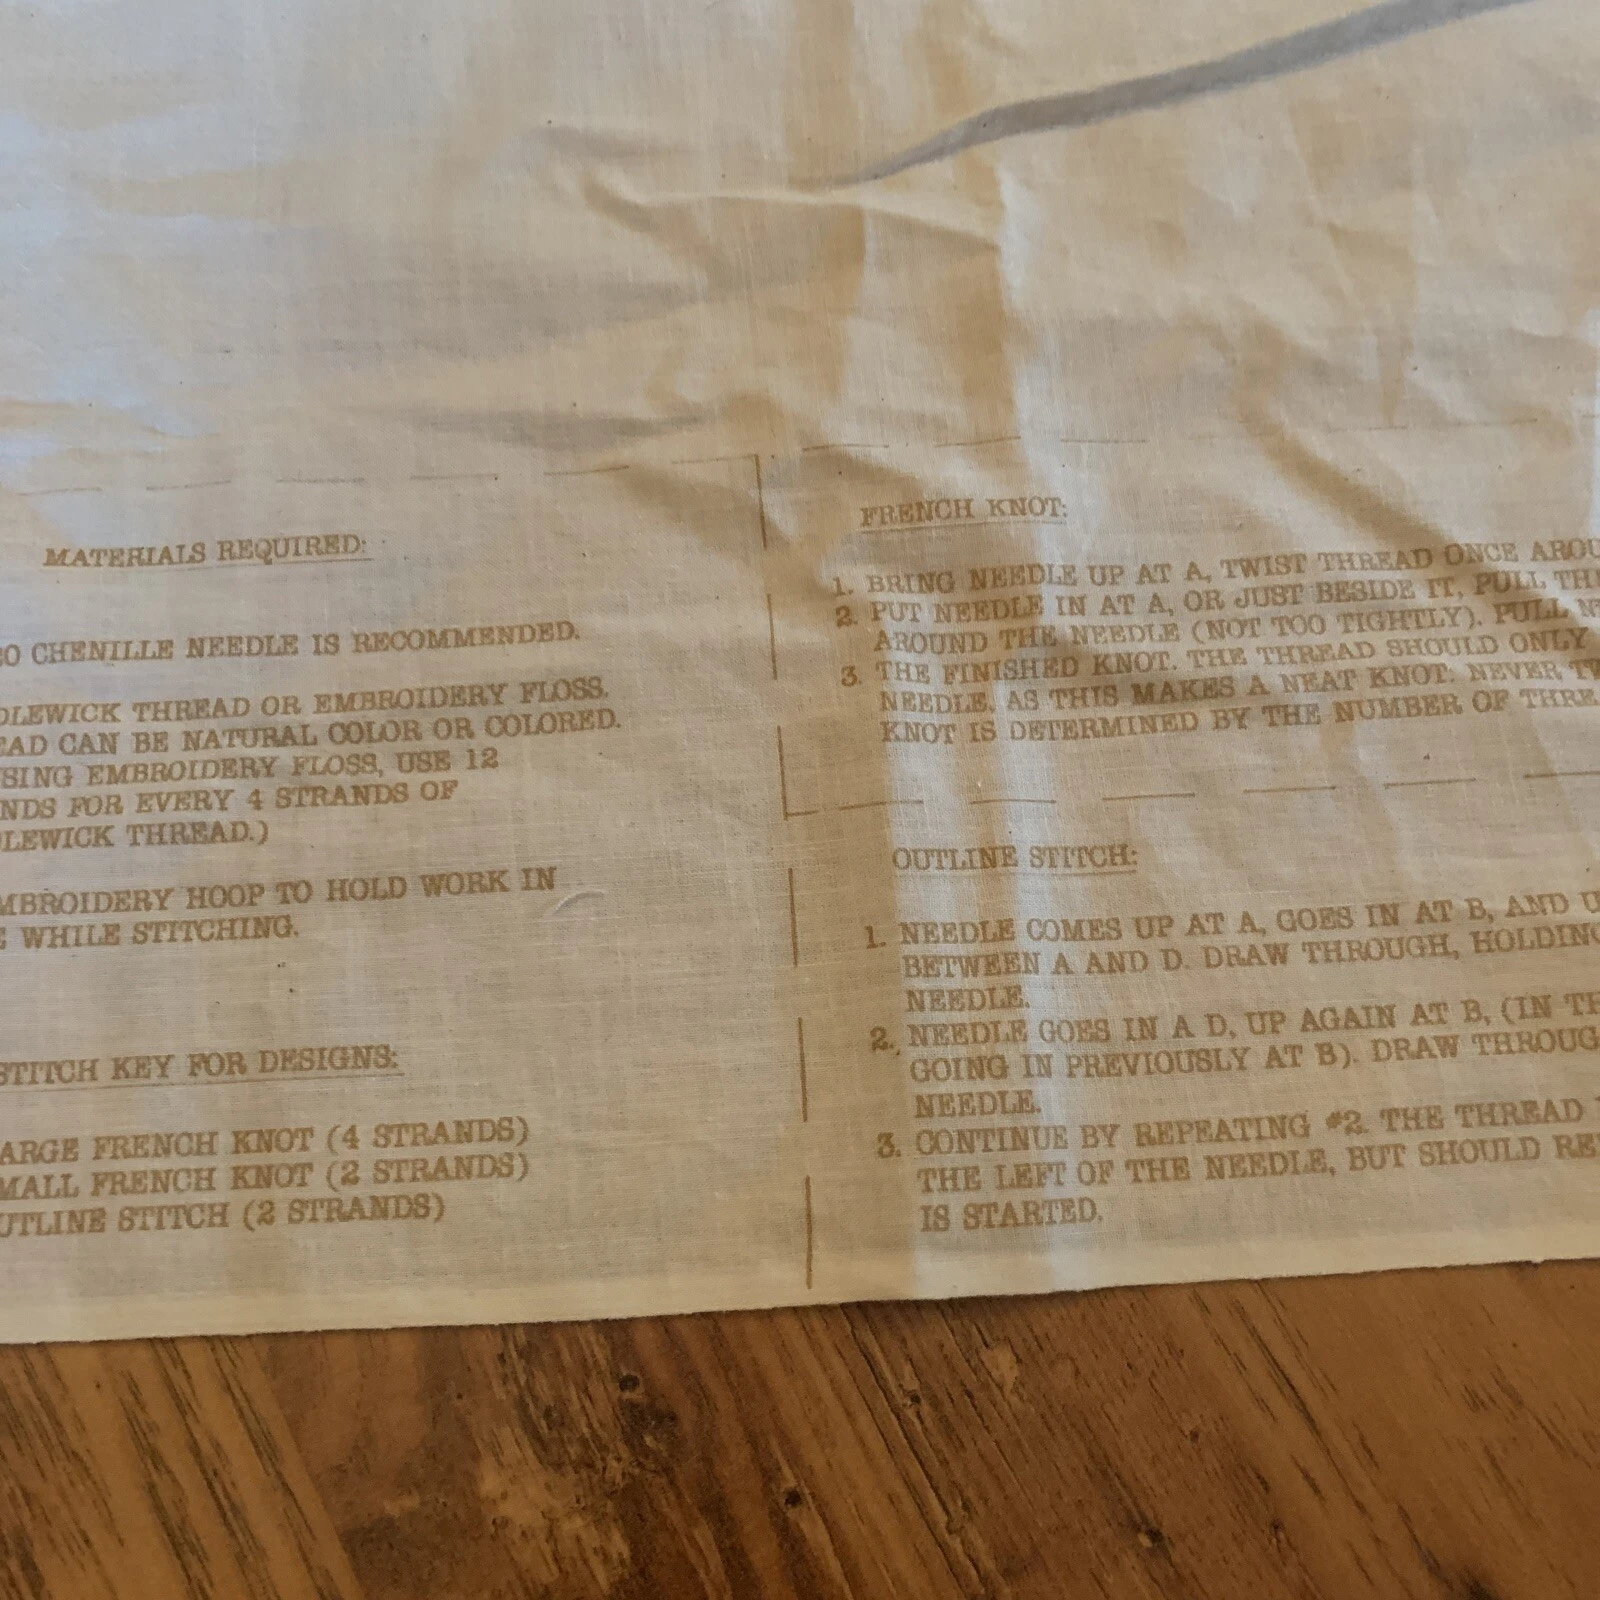 MATERIALS REQUIRED:
20 CHENILLE NEEDLE IS RECOMMENDED.
DLEWICK THREAD OR EMBROIDERY FLOSS.
EAD CAN BE NATURAL COLOR OR COLORED.
SING EMBROIDERY FLOSS, USE 12
NDS FOR EVERY 4 STRANDS OF
LEWICK THREAD.)
MBROIDERY HOOP TO HOLD WORK IN
E WHILE STITCHING.
STITCH KEY FOR DESIGNS:
ARGE FRENCH KNOT (4 STRANDS)
MALL FRENCH KNOT (2 STRANDS)
UTLINE STITCH (2 STRANDS)
FRENCH KNOT:
1. BRING NEEDLE UP AT A, TWIST THREAD ONCE AROU
2. PUT NEEDLE IN AT A, OR JUST BESIDE IT, PULL TH
AROUND THE NEEDLE (NOT TOO TIGHTLY). PULL N
3. THE FINISHED KNOT. THE THREAD SHOULD ONLY
NEEDLE, AS THIS MAKES A NEAT KNOT. NEVER TW
KNOT IS DETERMINED BY THE NUMBER OF THRE
OUTLINE STITCH:
1. NEEDLE COMES UP AT A, GOES IN AT B, AND U
BETWEEN A AND D. DRAW THROUGH, HOLDING
NEEDLE.
2. NEEDLE GOES IN A D, UP AGAIN AT B, (IN TH
GOING IN PREVIOUSLY AT B). DRAW THROUG
NEEDLE.
3. CONTINUE BY REPEATING #2. THE THREAD
THE LEFT OF THE NEEDLE, BUT SHOULD RE
IS STARTED.